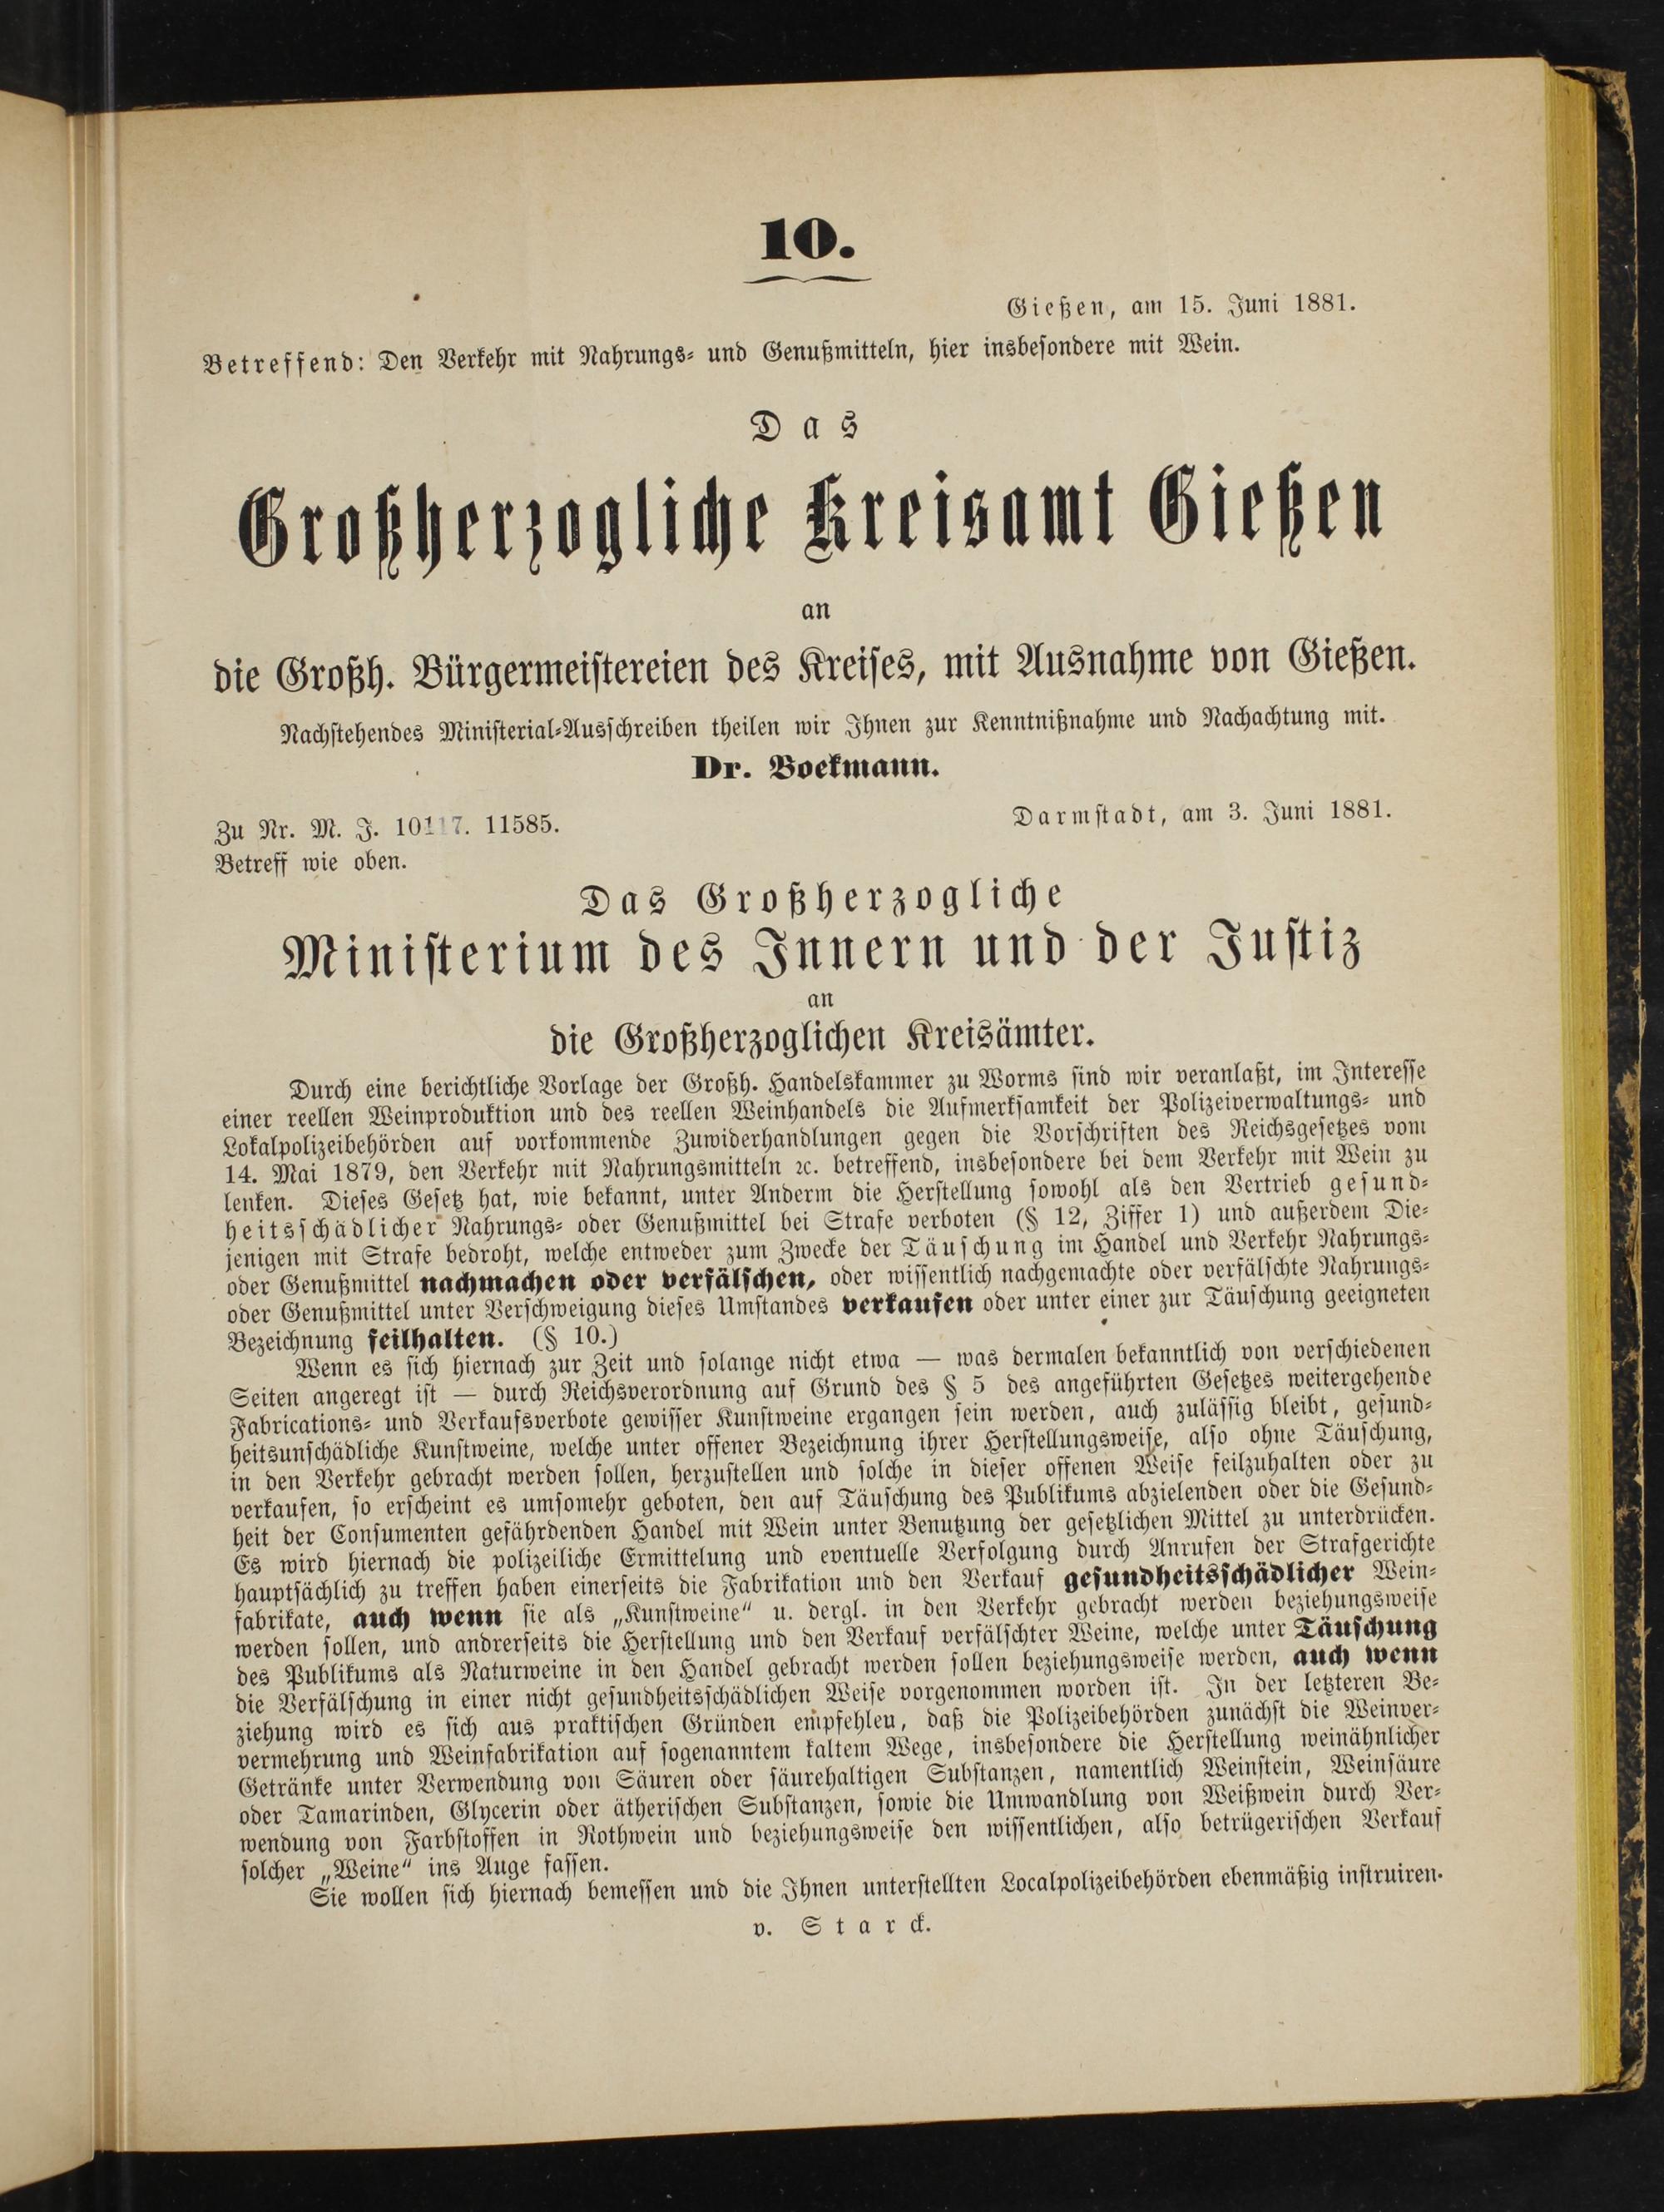 10.
Gießen, am 15. Juni 1881.
Betreffend: Den Verkehr mit Nahrungs- und Genußmitteln, hier insbesondere mit Wein.
Das
Großherzogliche Kreisamt Gießen
an
die Großh. Bürgermeistereien des Kreises, mit Ausnahme von Gießen.
Nachstehendes Ministerial-Ausschreiben theilen wir Ihnen zur Kenntnißnahme und Nachachtung mit.
Dr. Boekmann.
Zu Nr. M. J. 10117. 11585.
Darmstadt, am 3. Juni 1881.
Betreff wie oben.
Das Großherzogliche
Ministerium des Innern und der Justiz
an
die Großherzoglichen Kreisämter.
Durch eine berichtliche Vorlage der Großh. Handelskammer zu Worms sind wir veranlaßt, im Interesse
einer reellen Weinproduktion und des reellen Weinhandels die Aufmerksamkeit der Polizeiverwaltungs- und
Lokalpolizeibehörden auf vorkommende Zuwiderhandlungen gegen die Vorschriften des Reichsgesetzes vom
14. Mai 1879, den Verkehr mit Nahrungsmitteln ꝛc. betreffend, insbesondere bei dem Verkehr mit Wein zu
lenken. Dieses Gesetz hat, wie bekannt, unter Anderm die Herstellung sowohl als den Vertrieb gesund-
heitsschädlicher Nahrungs- oder Genußmittel bei Strafe verboten (§ 12, Ziffer 1) und außerdem Die-
jenigen mit Strafe bedroht, welche entweder zum Zwecke der Täuschung im Handel und Verkehr Nahrungs-
oder Genußmittel nachmachen oder verfälschen, oder wissentlich nachgemachte oder verfälschte Nahrungs-
oder Genußmittel unter Verschweigung dieses Umstandes verkaufen oder unter einer zur Täuschung geeigneten
Bezeichnung feilhalten. (§ 10.)
Wenn es sich hiernach zur Zeit und solange nicht etwa — was dermalen bekanntlich von verschiedenen
Seiten angeregt ist — durch Reichsverordnung auf Grund des § 5 des angeführten Gesetzes weitergehende
Fabrications- und Verkaufsverbote gewisser Kunstweine ergangen sein werden, auch zulässig bleibt, gesund-
heitsunschädliche Kunstweine, welche unter offener Bezeichnung ihrer Herstellungsweise, also ohne Täuschung,
in den Verkehr gebracht werden sollen, herzustellen und solche in dieser offenen Weise feilzuhalten oder zu
verkaufen, so erscheint es umsomehr geboten, den auf Täuschung des Publikums abzielenden oder die Gesund-
heit der Consumenten gefährdenden Handel mit Wein unter Benutzung der gesetzlichen Mittel zu unterdrücken.
Es wird hiernach die polizeiliche Ermittelung und eventuelle Verfolgung durch Anrufen der Strafgerichte
hauptsächlich zu treffen haben einerseits die Fabrikation und den Verkauf gesundheitsschädlicher Wein-
fabrikate, auch wenn sie als „Kunstweine“ u. dergl. in den Verkehr gebracht werden beziehungsweise
werden sollen, und andrerseits die Herstellung und den Verkauf verfälschter Weine, welche unter Täuschung
des Publikums als Naturweine in den Handel gebracht werden sollen beziehungsweise werden, auch wenn
die Verfälschung in einer nicht gesundheitsschädlichen Weise vorgenommen worden ist. In der letzteren Be-
ziehung wird es sich aus praktischen Gründen empfehleu, daß die Polizeibehörden zunächst die Weinver-
vermehrung und Weinfabrikation auf sogenanntem kaltem Wege, insbesondere die Herstellung weinähnlicher
Getränke unter Verwendung von Säuren oder säurehaltigen Substanzen, namentlich Weinstein, Weinsäure
oder Tamarinden, Glycerin oder ätherischen Substanzen, sowie die Umwandlung von Weißwein durch Ver-
wendung von Farbstoffen in Rothwein und beziehungsweise den wissentlichen, also betrügerischen Verkauf
solcher „Weine“ ins Auge fassen.
Sie wollen sich hiernach bemessen und die Ihnen unterstellten Localpolizeibehörden ebenmäßig instruiren.
v. Starck.